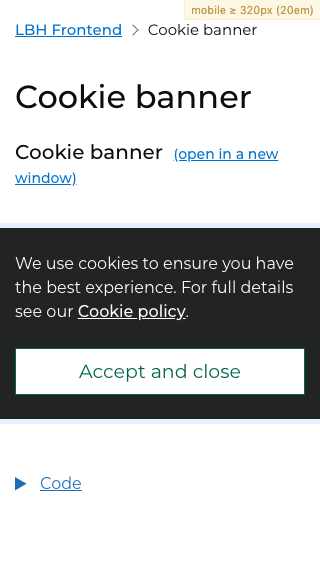 mobile ≥ 320px (20em)
LBH Frontend > Cookie banner
Cookie banner
Cookie banner (open in a new
window)
We use cookies to ensure you have
the best experience. For full details
see our Cookie policy.
Accept and close
Code